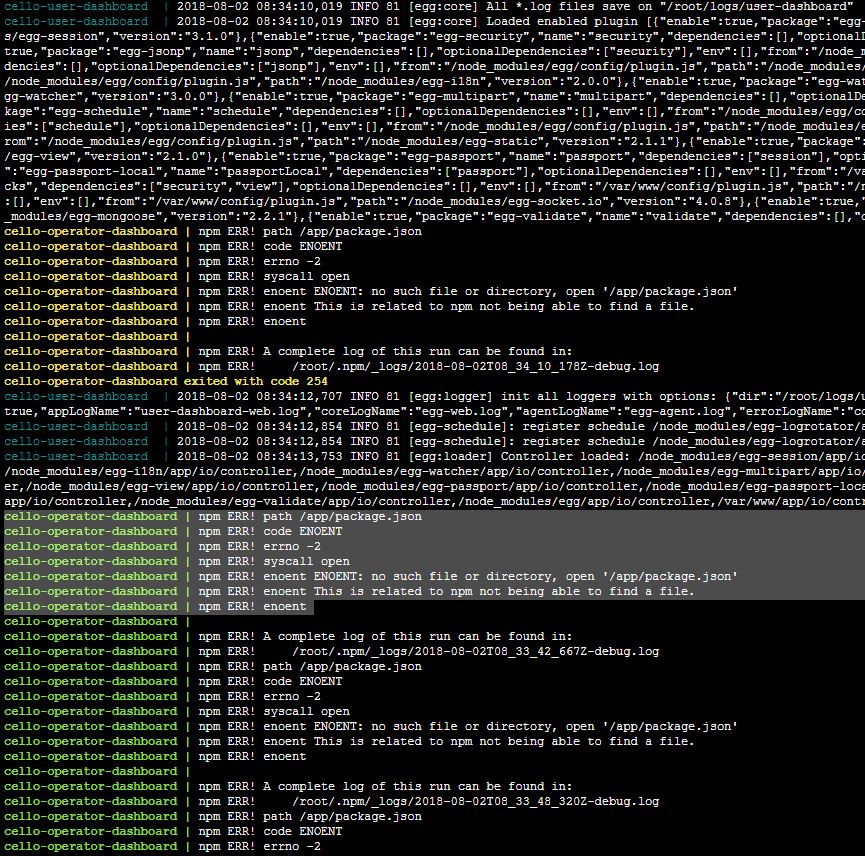 cello-user-dashboard | 2018-08-02 08:34:10,019 INFO 81 [egg:core] All *.log files save on "/root/logs/user-dashboard"
cello-user-dashboard | 2018-08-02 08:34:10,019 INFO 81 [egg:core] Loaded enabled plugin [{"enable":true,"package":"egg-
s/egg-session","version":"3.1.0"},{"enable":true,"package":"egg-security","name":"security","dependencies":[],"optional
true,"package":"egg-jsonp","name":"jsonp","dependencies":[],"optionalDependencies":["security"],"env":[],"from":"/node_
dencies":[],"optionalDependencies":["jsonp"],"env":[],"from":"/node_modules/egg/config/plugin.js","path":"/node_modules/
/node_modules/egg/config/plugin.js","path":"/node_modules/egg-i18n","version":"2.0.0"},{"enable":true,"package":"egg-wat
gg-watcher","version":"3.0.0"},{"enable":true,"package":"egg-multipart","name":"multipart","dependencies":[],"optionalDe
kage":"egg-schedule","name":"schedule","dependencies":[],"optionalDependencies":[],"env":[],"from":"/node_modules/egg/co
ies":["schedule"],"optionalDependencies":[],"env":[],"from":"/node_modules/egg/config/plugin.js","path":"/node_modules/e
rom":"/node_modules/egg/config/plugin.js","path":"/node_modules/egg-static","version":"2.1.1"},{"enable":true,"package":
/egg-view","version":"2.1.0"},{"enable":true,"package":"egg-passport","name":"passport","dependencies":["session"],"opti
":"egg-passport-local","name":"passportLocal","dependencies":["passport"],"optionalDependencies":[],"env":[],"from":"/va
cks","dependencies":["security","view"],"optionalDependencies":[],"env":[],"from":"/var/www/config/plugin.js","path":"/n
:[],"env":[],"from":"/var/www/config/plugin.js","path":"/node_modules/egg-socket.io","version":"4.0.8"},{"enable":true,"
_modules/egg-mongoose","version":"2.2.1"},{"enable":true,"package":"egg-validate","name":"validate","dependencies":[],"o
cello-operator-dashboard | npm ERR! path /app/package.json
cello-operator-dashboard | npm ERR! code ENOENT
cello-operator-dashboard | npm ERR! errno -2
cello-operator-dashboard | npm ERR! syscall open
cello-operator-dashboard | npm ERR! enoent ENOENT: no such file or directory, open '/app/package.json'
cello-operator-dashboard | npm ERR! enoent This is related to npm not being able to find a file.
cello-operator-dashboard | npm ERR! enoent
cello-operator-dashboard |
cello-operator-dashboard | npm ERR! A complete log of this run can be found in:
cello-operator-dashboard | npm ERR!     /root/.npm/_logs/2018-08-02T08_34_10_178Z-debug.log
cello-operator-dashboard exited with code 254
cello-user-dashboard | 2018-08-02 08:34:12,707 INFO 81 [egg:logger] init all loggers with options: {"dir":"/root/logs/u
true,"appLogName":"user-dashboard-web.log","coreLogName":"egg-web.log","agentLogName":"egg-agent.log","errorLogName":"co
cello-user-dashboard | 2018-08-02 08:34:12,854 INFO 81 [egg-schedule]: register schedule /node_modules/egg-logrotator/a
cello-user-dashboard | 2018-08-02 08:34:12,854 INFO 81 [egg-schedule]: register schedule /node_modules/egg-logrotator/a
cello-user-dashboard | 2018-08-02 08:34:13,753 INFO 81 [egg:loader] Controller loaded: /node_modules/egg-session/app/io
/node_modules/egg-i18n/app/io/controller,/node_modules/egg-watcher/app/io/controller,/node_modules/egg-multipart/app/io/
er,/node_modules/egg-view/app/io/controller,/node_modules/egg-passport/app/io/controller,/node_modules/egg-passport-loca
app/io/controller,/node_modules/egg-validate/app/io/controller,/node_modules/egg/app/io/controller,/var/www/app/io/contr
cello-operator-dashboard | npm ERR! path /app/package.json
cello-operator-dashboard | npm ERR! code ENOENT
cello-operator-dashboard | npm ERR! errno -2
cello-operator-dashboard | npm ERR! syscall open
cello-operator-dashboard | npm ERR! enoent ENOENT: no such file or directory, open '/app/package.json'
cello-operator-dashboard | npm ERR! enoent This is related to npm not being able to find a file.
cello-operator-dashboard | npm ERR! enoent
cello-operator-dashboard |
cello-operator-dashboard | npm ERR! A complete log of this run can be found in:
cello-operator-dashboard | npm ERR!     /root/.npm/_logs/2018-08-02T08_33_42_667Z-debug.log
cello-operator-dashboard | npm ERR! path /app/package.json
cello-operator-dashboard | npm ERR! code ENOENT
cello-operator-dashboard | npm ERR! errno -2
cello-operator-dashboard | npm ERR! syscall open
cello-operator-dashboard | npm ERR! enoent ENOENT: no such file or directory, open '/app/package.json'
cello-operator-dashboard | npm ERR! enoent This is related to npm not being able to find a file.
cello-operator-dashboard | npm ERR! enoent
cello-operator-dashboard |
cello-operator-dashboard | npm ERR! A complete log of this run can be found in:
cello-operator-dashboard | npm ERR!     /root/.npm/_logs/2018-08-02T08_33_48_320Z-debug.log
cello-operator-dashboard | npm ERR! path /app/package.json
cello-operator-dashboard | npm ERR! code ENOENT
cello-operator-dashboard | npm ERR! errno -2